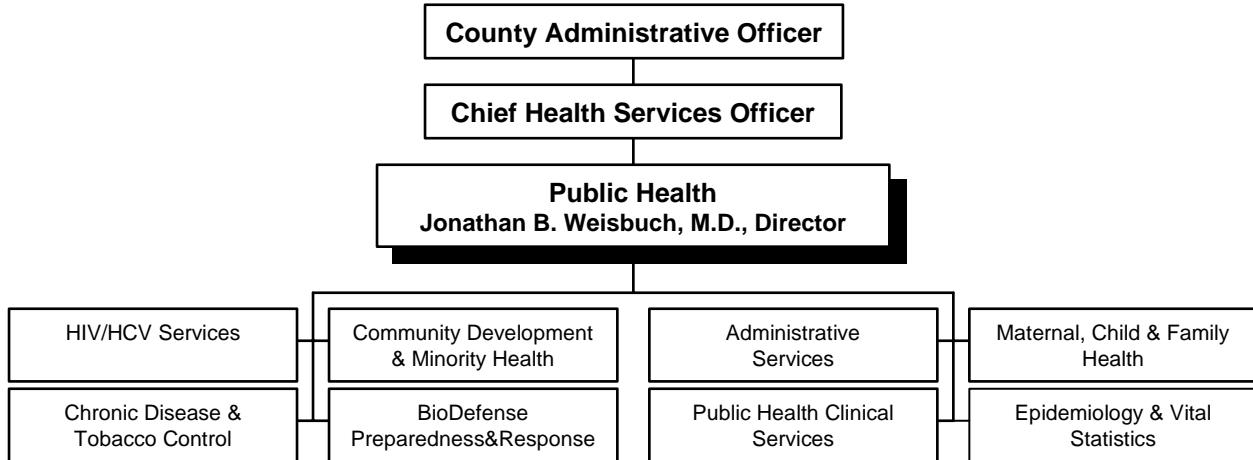 County Administrative Officer
Chief Health Services Officer
Public Health
Jonathan B. Weisbuch, M.D., Director
HIV/HCV Services
Community Development
& Minority Health
Administrative
Services
Maternal, Child & Family
Health
Chronic Disease &
Tobacco Control
BioDefense
Preparedness&Response
Public Health Clinical
Services
Epidemiology & Vital
Statistics